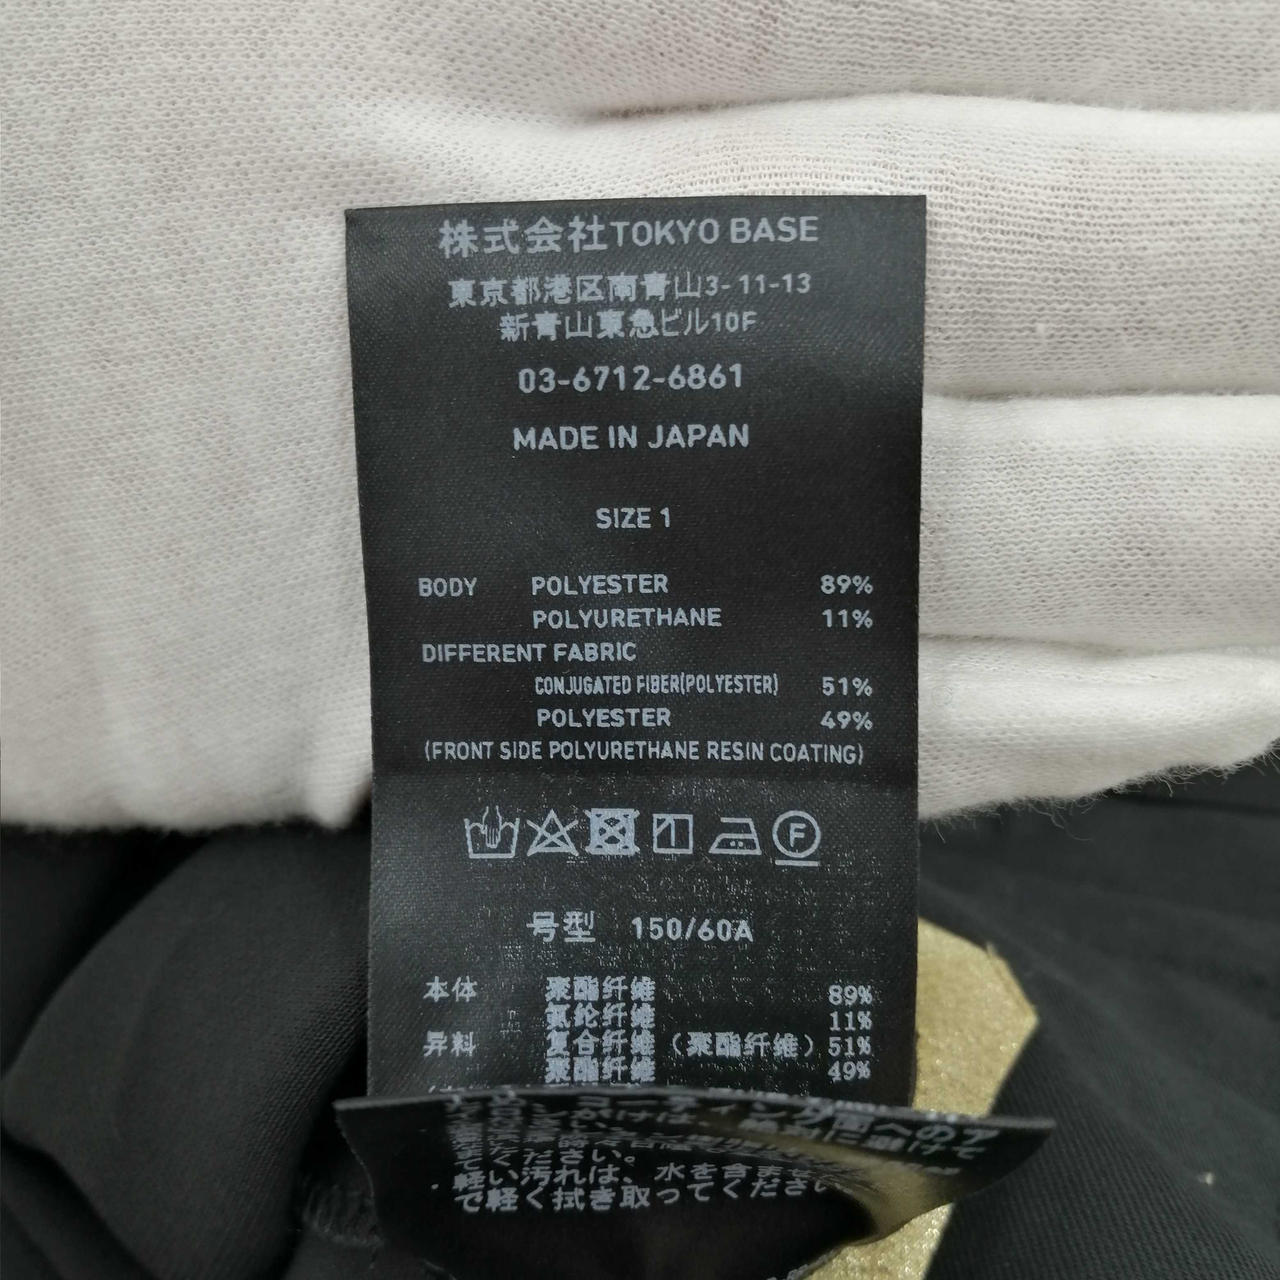 株式会社TOKYO BASE
東京都港区南青山3-11-13
新青山東急ビル10F
03-6712-6861
MADE IN JAPAN
SIZE 1
BODY POLYESTER 89%
POLYURETHANE 11%
DIFFERENT FABRIC
CONJUGATED FIBER(POLYESTER) 51%
POLYESTER 49%
(FRONT SIDE POLYURETHANE RESIN COATING)
F
号型 150/60A
本体 聚酯纤维 89%
氨纶纤维 11%
异料 复合纤维（聚酯纤维）51%
聚酯纤维 49%
ください。
軽い汚れは、水を含ませ
で軽く拭き取ってください